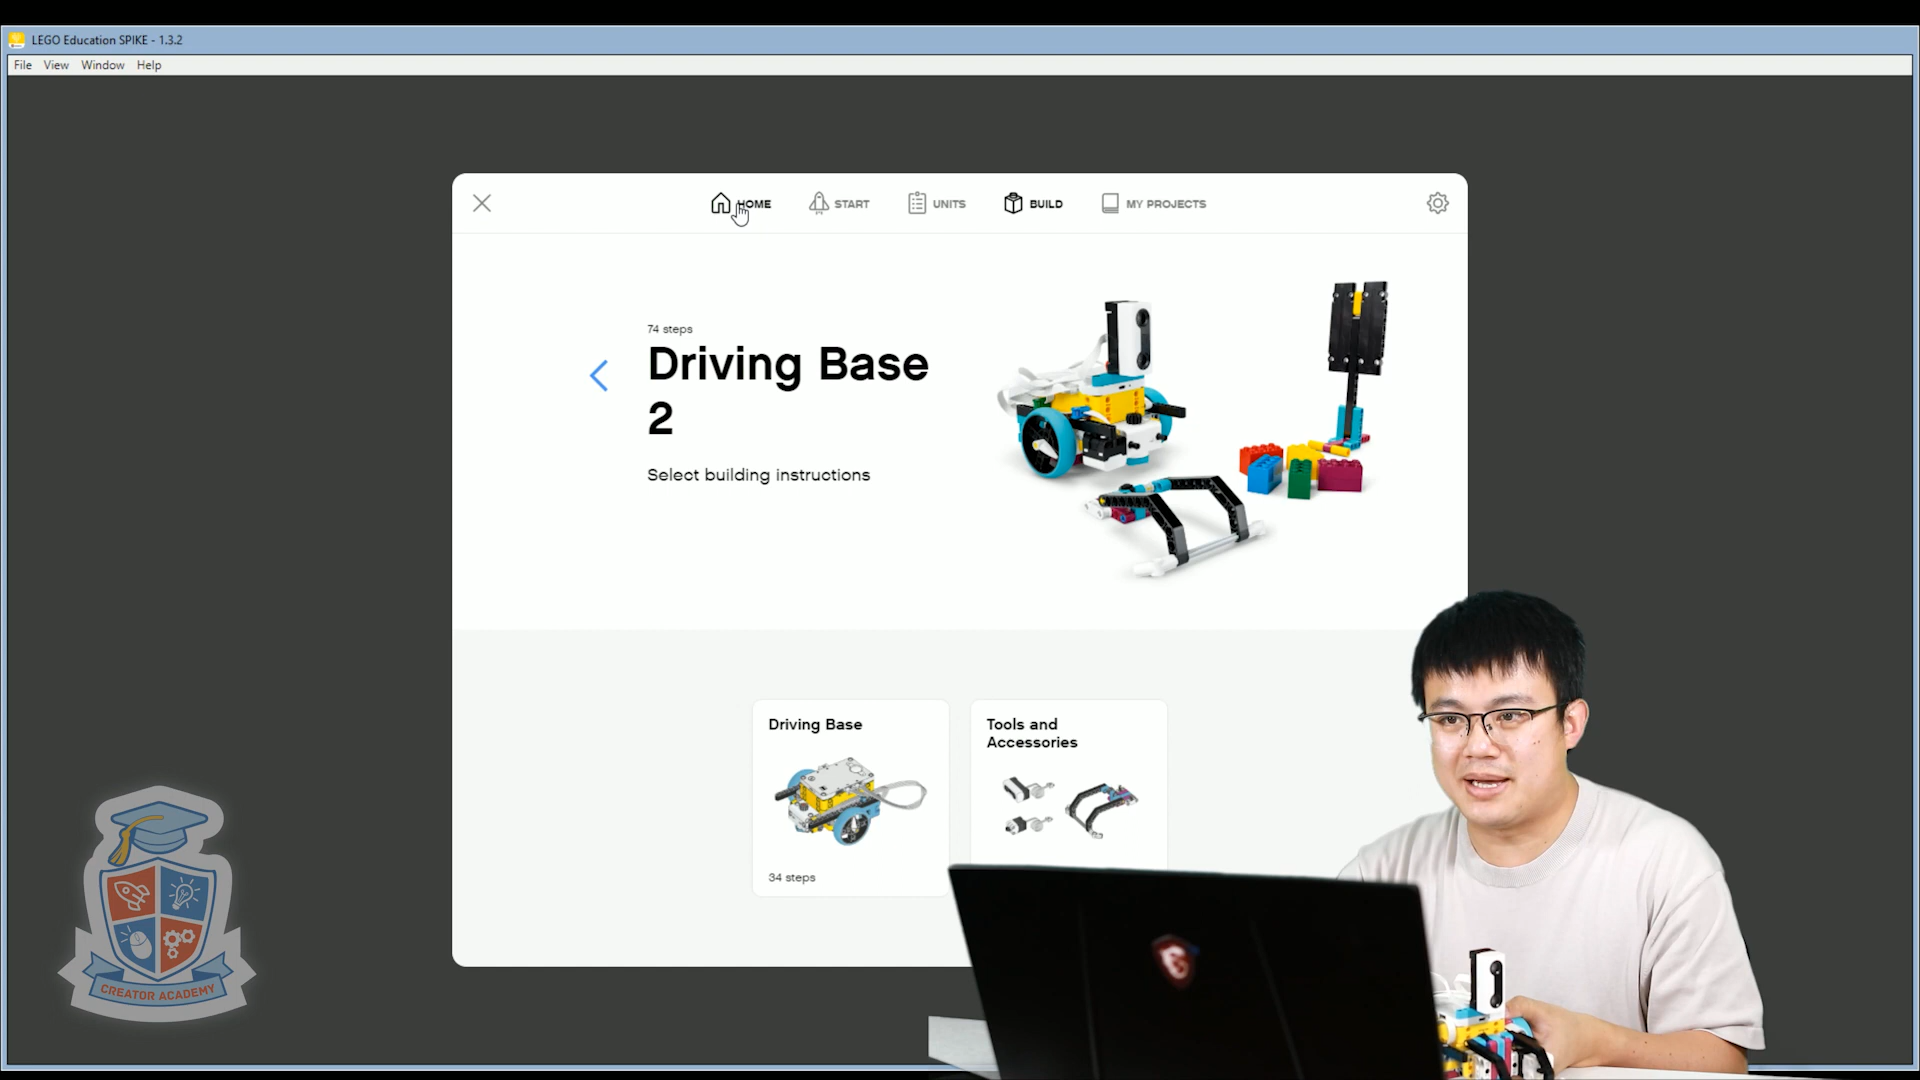 LEGO Education SPIKE - 1.3.2
File View Window Help
HOME START UNITS BUILD MY PROJECTS
74 steps
Driving Base
2
Select building instructions
Driving Base
34 steps
Tools and
Accessories
CREATOR ACADEMY